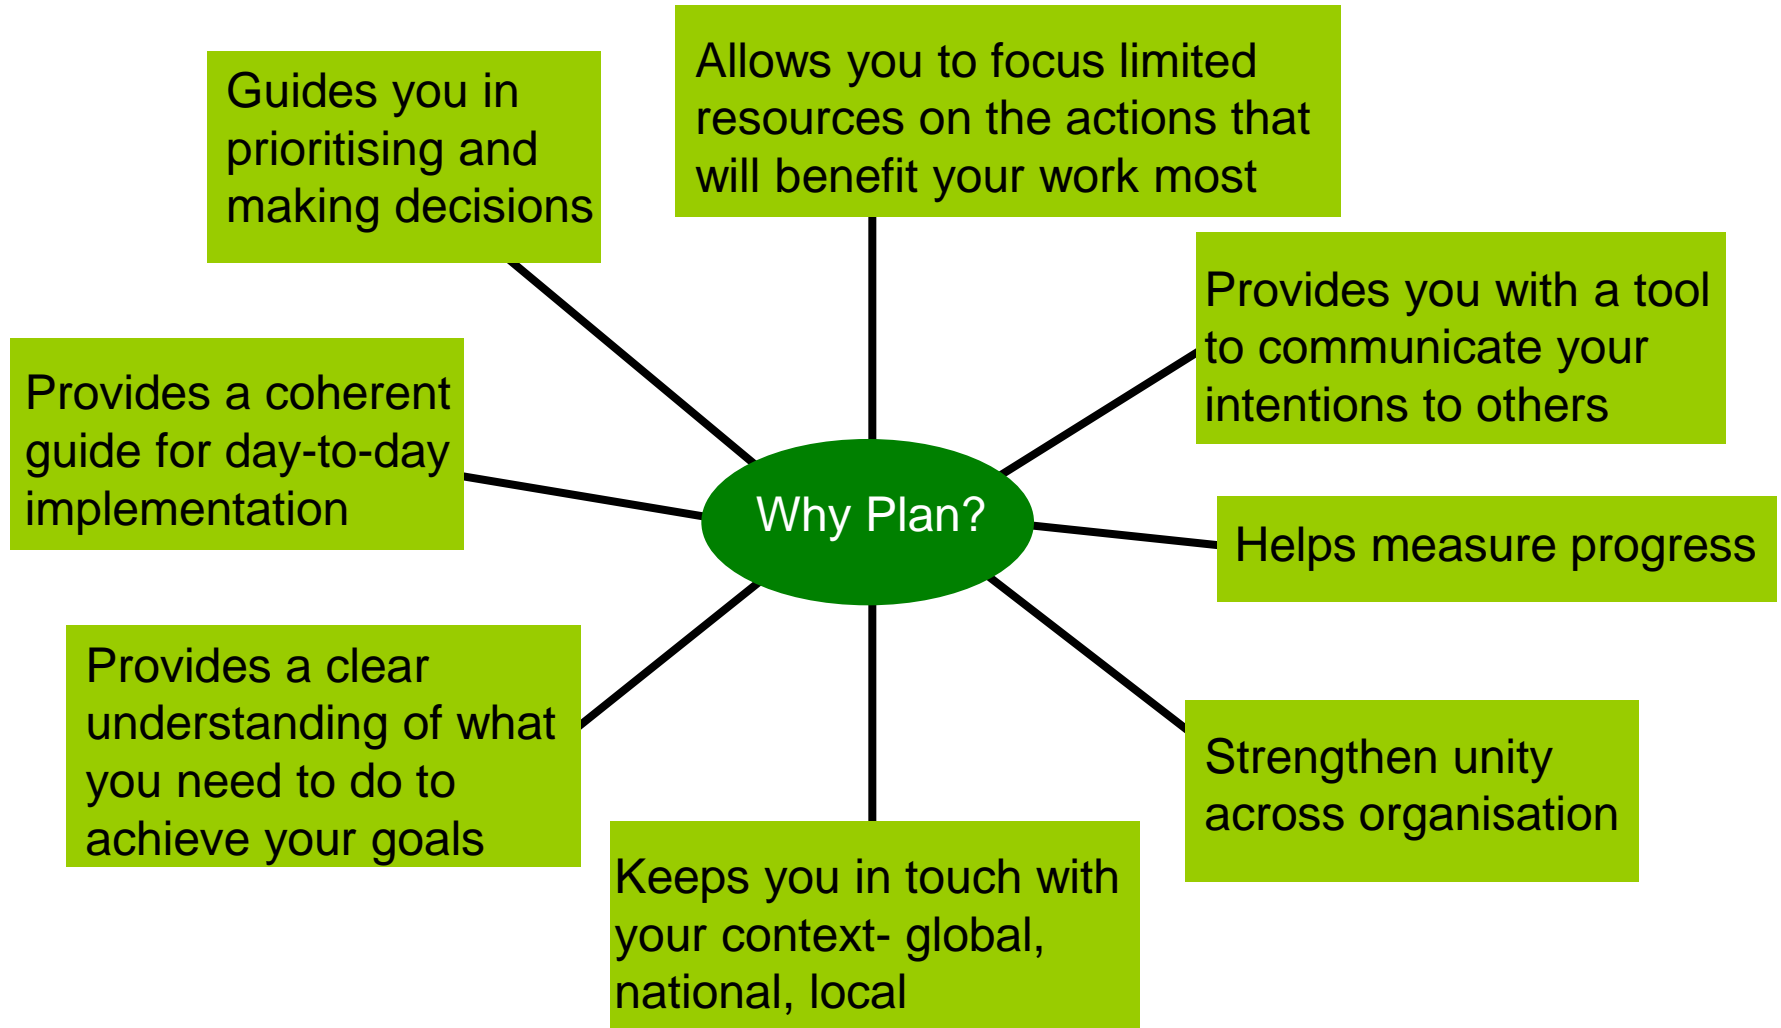 Allows you to focus limited
resources on the actions that
will benefit your work most
Guides you in
prioritising and
making decisions
Provides you with a tool
to communicate your
intentions to others
Provides a coherent
guide for day-to-day
implementation
Why Plan?
Helps measure progress
Provides a clear
understanding of what
you need to do to
achieve your goals
Strengthen unity
across organisation
Keeps you in touch with
your context- global,
national, local